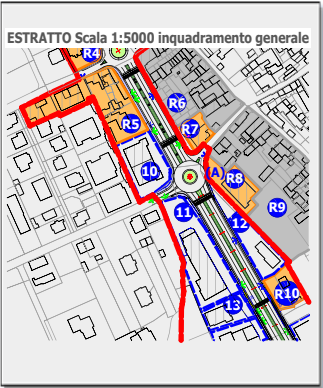 ESTRATTO Scala 1:5000 inquadramento generale
R4
R6
R5
R7
10
(A)
R8
11
R9
12
R10
13